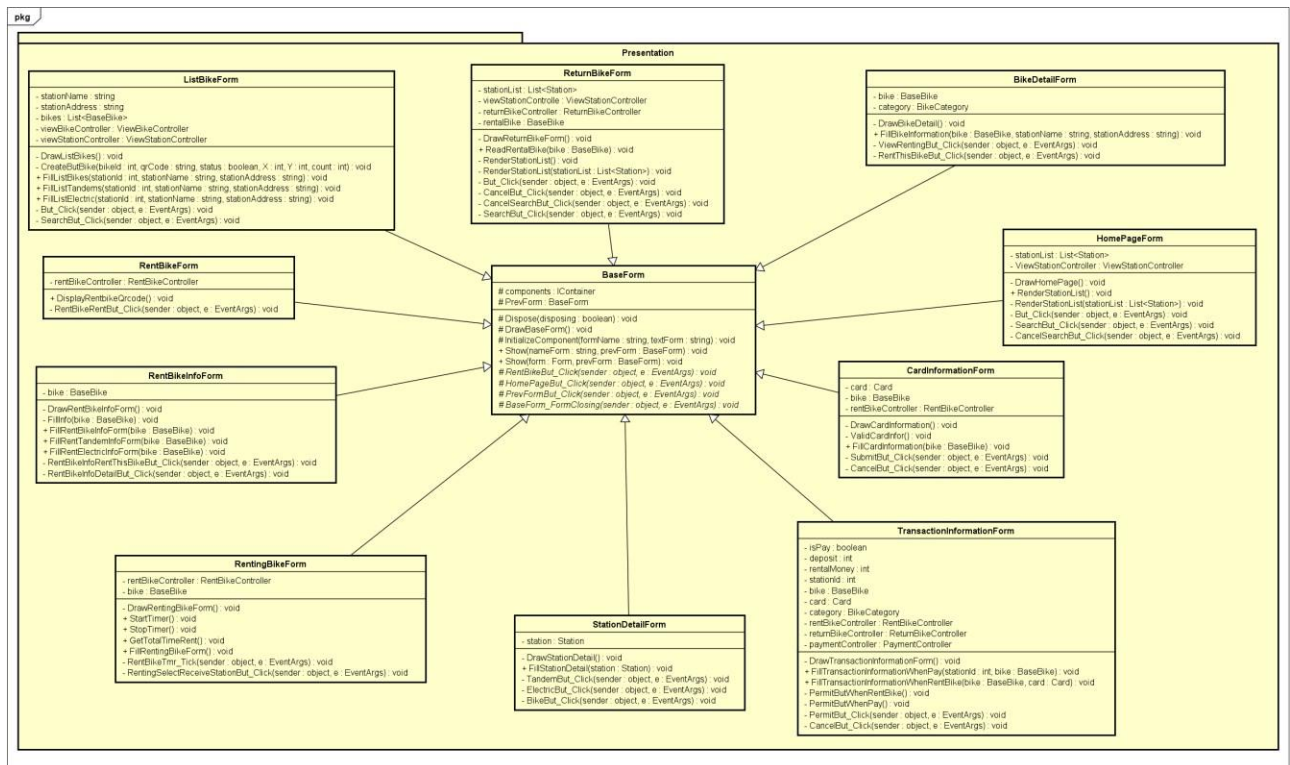 pkg
Presentation
ListBikeForm
- stationName : string
- stationAddress : string
- bikes : List<BaseBike>
- viewBikeController : ViewBikeController
- viewStationController : ViewStationController
- DrawListBikes() : void
- CreateButBike(bikeId : int, qrCode : string, status : boolean, X : int, Y : int, count : int) : void
+ FillListBikes(stationId : int, stationName : string, stationAddress : string) : void
+ FillListTandems(stationId : int, stationName : string, stationAddress : string) : void
+ FillListElectric(stationId : int, stationName : string, stationAddress : string) : void
- But_Click(sender : object, e : EventArgs) : void
- SearchBut_Click(sender : object, e : EventArgs) : void
ReturnBikeForm
- stationList : List<Station>
- viewStationControlle : ViewStationController
- returnBikeController : ReturnBikeController
- rentalBike : BaseBike
- DrawReturnBikeForm() : void
+ ReadRentalBike(bike : BaseBike) : void
- RenderStationList() : void
- RenderStationList(stationList : List<Station>) : void
- But_Click(sender : object, e : EventArgs) : void
- CancelBut_Click(sender : object, e : EventArgs) : void
- CancelSearchBut_Click(sender : object, e : EventArgs) : void
- SearchBut_Click(sender : object, e : EventArgs) : void
BikeDetailForm
- bike : BaseBike
- category : BikeCategory
- DrawBikeDetail() : void
+ FillBikeInformation(bike : BaseBike, stationName : string, stationAddress : string) : void
- ViewRentingBut_Click(sender : object, e : EventArgs) : void
- RentThisBikeBut_Click(sender : object, e : EventArgs) : void
RentBikeForm
- rentBikeController : RentBikeController
+ DisplayRentbikeQrcode() : void
- RentBikeRentBut_Click(sender : object, e : EventArgs) : void
BaseForm
# components : IContainer
# PrevForm : BaseForm
# Dispose(disposing : boolean) : void
# DrawBaseForm() : void
# InitializeComponent(formName : string, textForm : string) : void
+ Show(nameForm : string, prevForm : BaseForm) : void
+ Show(form : Form, prevForm : BaseForm) : void
# RentBikeBut_Click(sender : object, e : EventArgs) : void
# HomePageBut_Click(sender : object, e : EventArgs) : void
# PrevFormBut_Click(sender : object, e : EventArgs) : void
# BaseForm_FormClosing(sender : object, e : EventArgs) : void
HomePageForm
- stationList : List<Station>
- ViewStationController : ViewStationController
- DrawHomePage() : void
+ RenderStationList() : void
- RenderStationList(stationList : List<Station>) : void
- But_Click(sender : object, e : EventArgs) : void
- SearchBut_Click(sender : object, e : EventArgs) : void
- CancelSearchBut_Click(sender : object, e : EventArgs) : void
RentBikeInfoForm
- bike : BaseBike
- DrawRentBikeInfoForm() : void
- FillInfo(bike : BaseBike) : void
+ FillRentBikeInfoForm(bike : BaseBike) : void
+ FillRentTandemInfoForm(bike : BaseBike) : void
+ FillRentElectricInfoForm(bike : BaseBike) : void
- RentBikeInfoRentThisBikeBut_Click(sender : object, e : EventArgs) : void
- RentBikeInfoDetailBut_Click(sender : object, e : EventArgs) : void
CardInformationForm
- card : Card
- bike : BaseBike
- rentBikeController : RentBikeController
- DrawCardInformation() : void
- ValidCardInfor() : void
+ FillCardInformation(bike : BaseBike) : void
- SubmitBut_Click(sender : object, e : EventArgs) : void
- CancelBut_Click(sender : object, e : EventArgs) : void
RentingBikeForm
- rentBikeController : RentBikeController
- bike : BaseBike
- DrawRentingBikeForm() : void
+ StartTimer() : void
+ StopTimer() : void
+ GetTotalTimeRent() : void
+ FillRentingBikeForm() : void
- RentBikeTmr_Tick(sender : object, e : EventArgs) : void
- RentingSelectReceiveStationBut_Click(sender : object, e : EventArgs) : void
StationDetailForm
- station : Station
- DrawStationDetail() : void
+ FillStationDetail(station : Station) : void
- TandemBut_Click(sender : object, e : EventArgs) : void
- ElectricBut_Click(sender : object, e : EventArgs) : void
- BikeBut_Click(sender : object, e : EventArgs) : void
TransactionInformationForm
- isPay : boolean
- deposit : int
- rentalMoney : int
- stationId : int
- bike : BaseBike
- card : Card
- category : BikeCategory
- rentBikeController : RentBikeController
- returnBikeController : ReturnBikeController
- paymentController : PaymentController
- DrawTransactionInformationForm() : void
+ FillTransactionInformationWhenPay(stationId : int, bike : BaseBike) : void
+ FillTransactionInformationWhenRentBike(bike : BaseBike, card : Card) : void
- PermitButWhenRentBike() : void
- PermitButWhenPay() : void
- PermitBut_Click(sender : object, e : EventArgs) : void
- CancelBut_Click(sender : object, e : EventArgs) : void